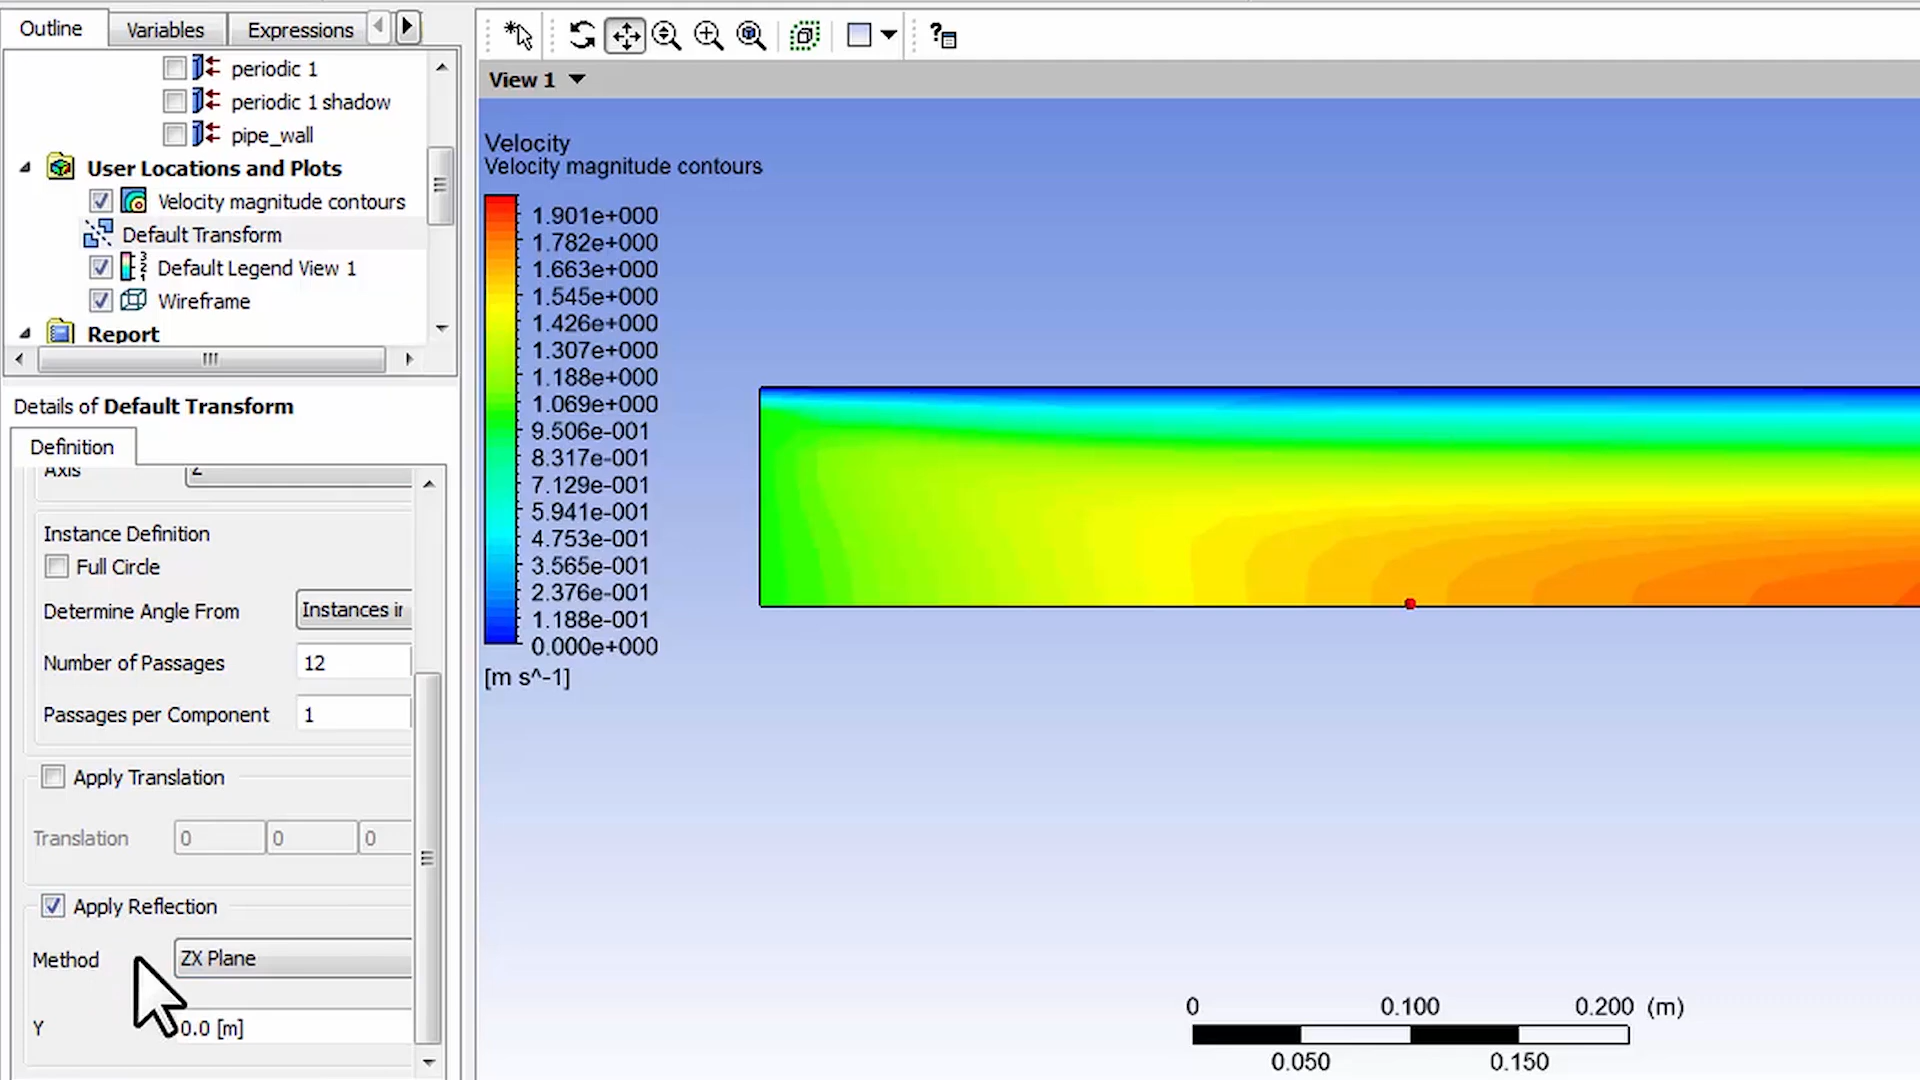 Outline
Variables
Expressions
periodic 1
periodic 1 shadow
pipe_wall
User Locations and Plots
Velocity magnitude contours
Default Transform
Default Legend View 1
Wireframe
Report
Details of Default Transform
Definition
Axis
Z
Instance Definition
Full Circle
Determine Angle From
Instances ir
Number of Passages
12
Passages per Component
1
Apply Translation
Translation
0
0
0
Apply Reflection
Method
ZX Plane
Y
0.0 [m]
View 1
Velocity
Velocity magnitude contours
1.901e+000
1.782e+000
1.663e+000
1.545e+000
1.426e+000
1.307e+000
1.188e+000
1.069e+000
9.506e-001
8.317e-001
7.129e-001
5.941e-001
4.753e-001
3.565e-001
2.376e-001
1.188e-001
0.000e+000
[m s^-1]
0
0.100
0.200 (m)
0.050
0.150